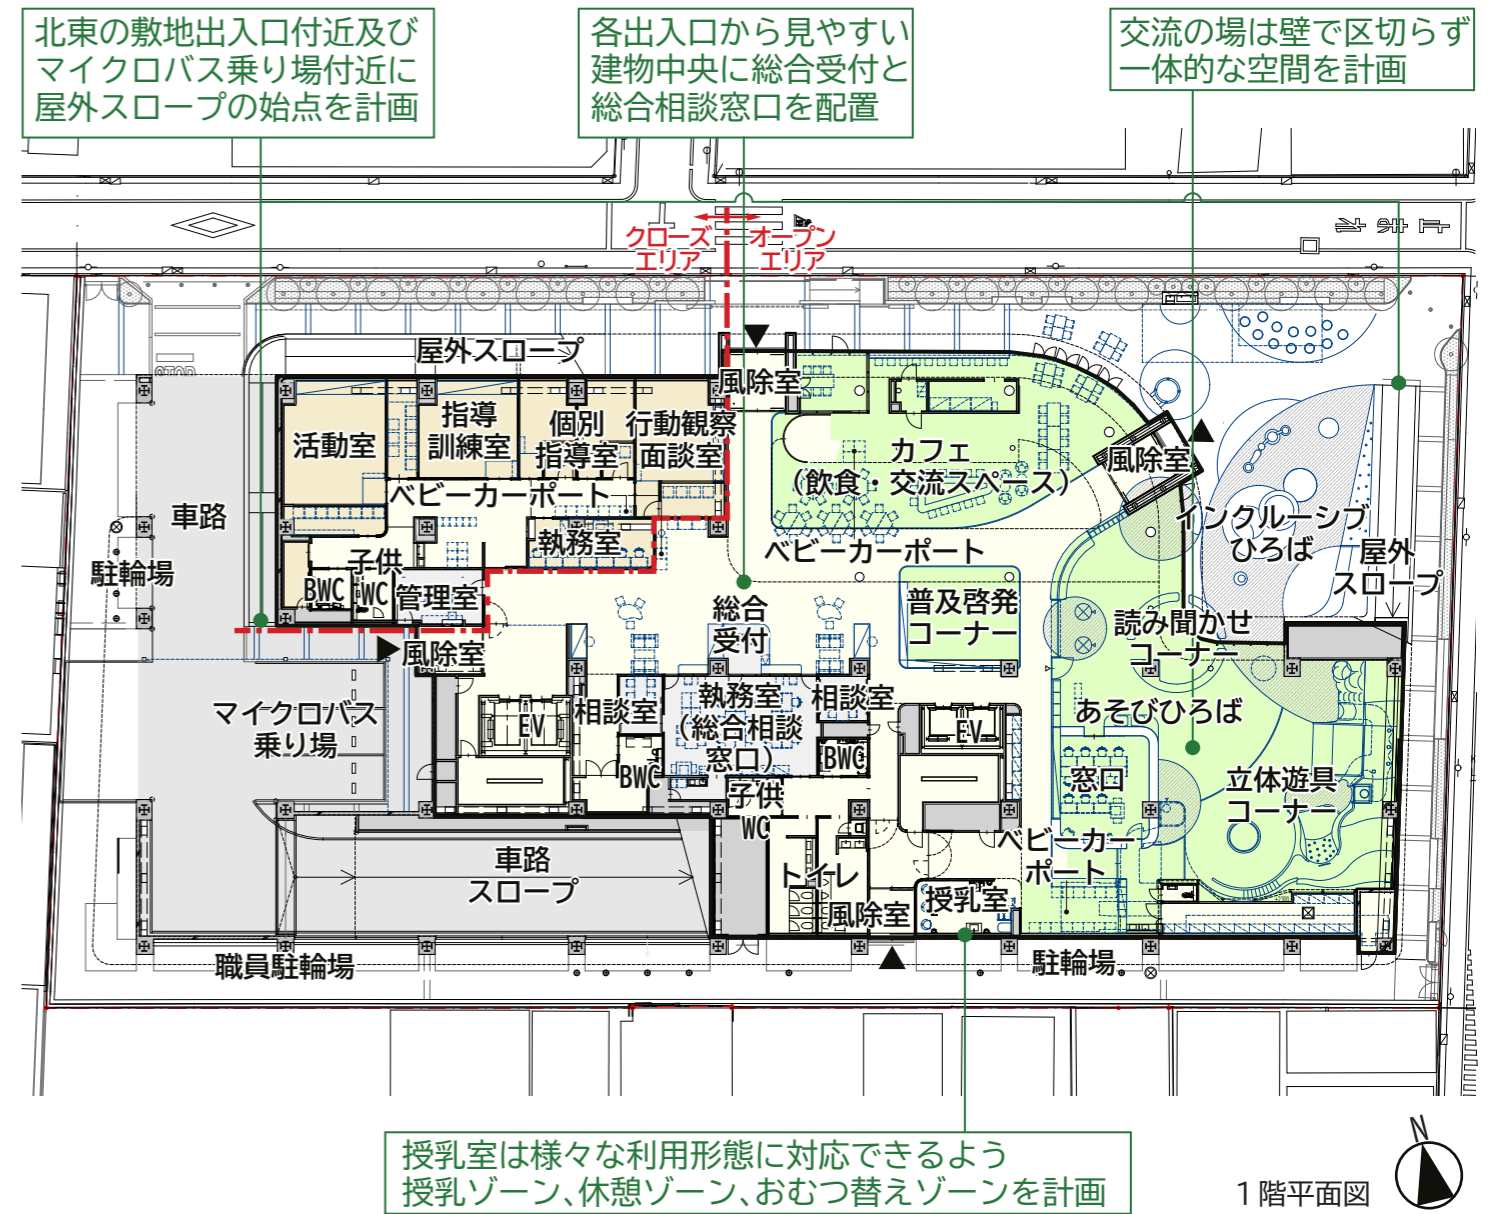 北東の敷地出入口付近及び
マイクロバス乗り場付近に
屋外スロープの始点を計画
各出入口から見やすい
建物中央に総合受付と
総合相談窓口を配置
交流の場は壁で区切らず
一体的な空間を計画
クローズ
エリア
オープン
エリア
屋外スロープ
風除室
活動室
指導
訓練室
個別
指導室
行動観察
面談室
カフェ
（飲食・交流スペース）
風除室
ベビーカーポート
車路
インクルーシブ
ひろば
執務室
ベビーカーポート
屋外
スロープ
駐輪場
子供
WC
BWC
管理室
普及啓発
コーナー
総合
受付
読み聞かせ
コーナー
風除室
マイクロバス
乗り場
EV
相談室
執務室
（総合相談
窓口）
相談室
EV
あそびひろば
BWC
BWC
窓口
立体遊具
コーナー
子供
WC
ベビーカー
ポート
車路
スロープ
トイレ
風除室
授乳室
職員駐輪場
駐輪場
授乳室は様々な利用形態に対応できるよう
授乳ゾーン、休憩ゾーン、おむつ替えゾーンを計画
1階平面図
N